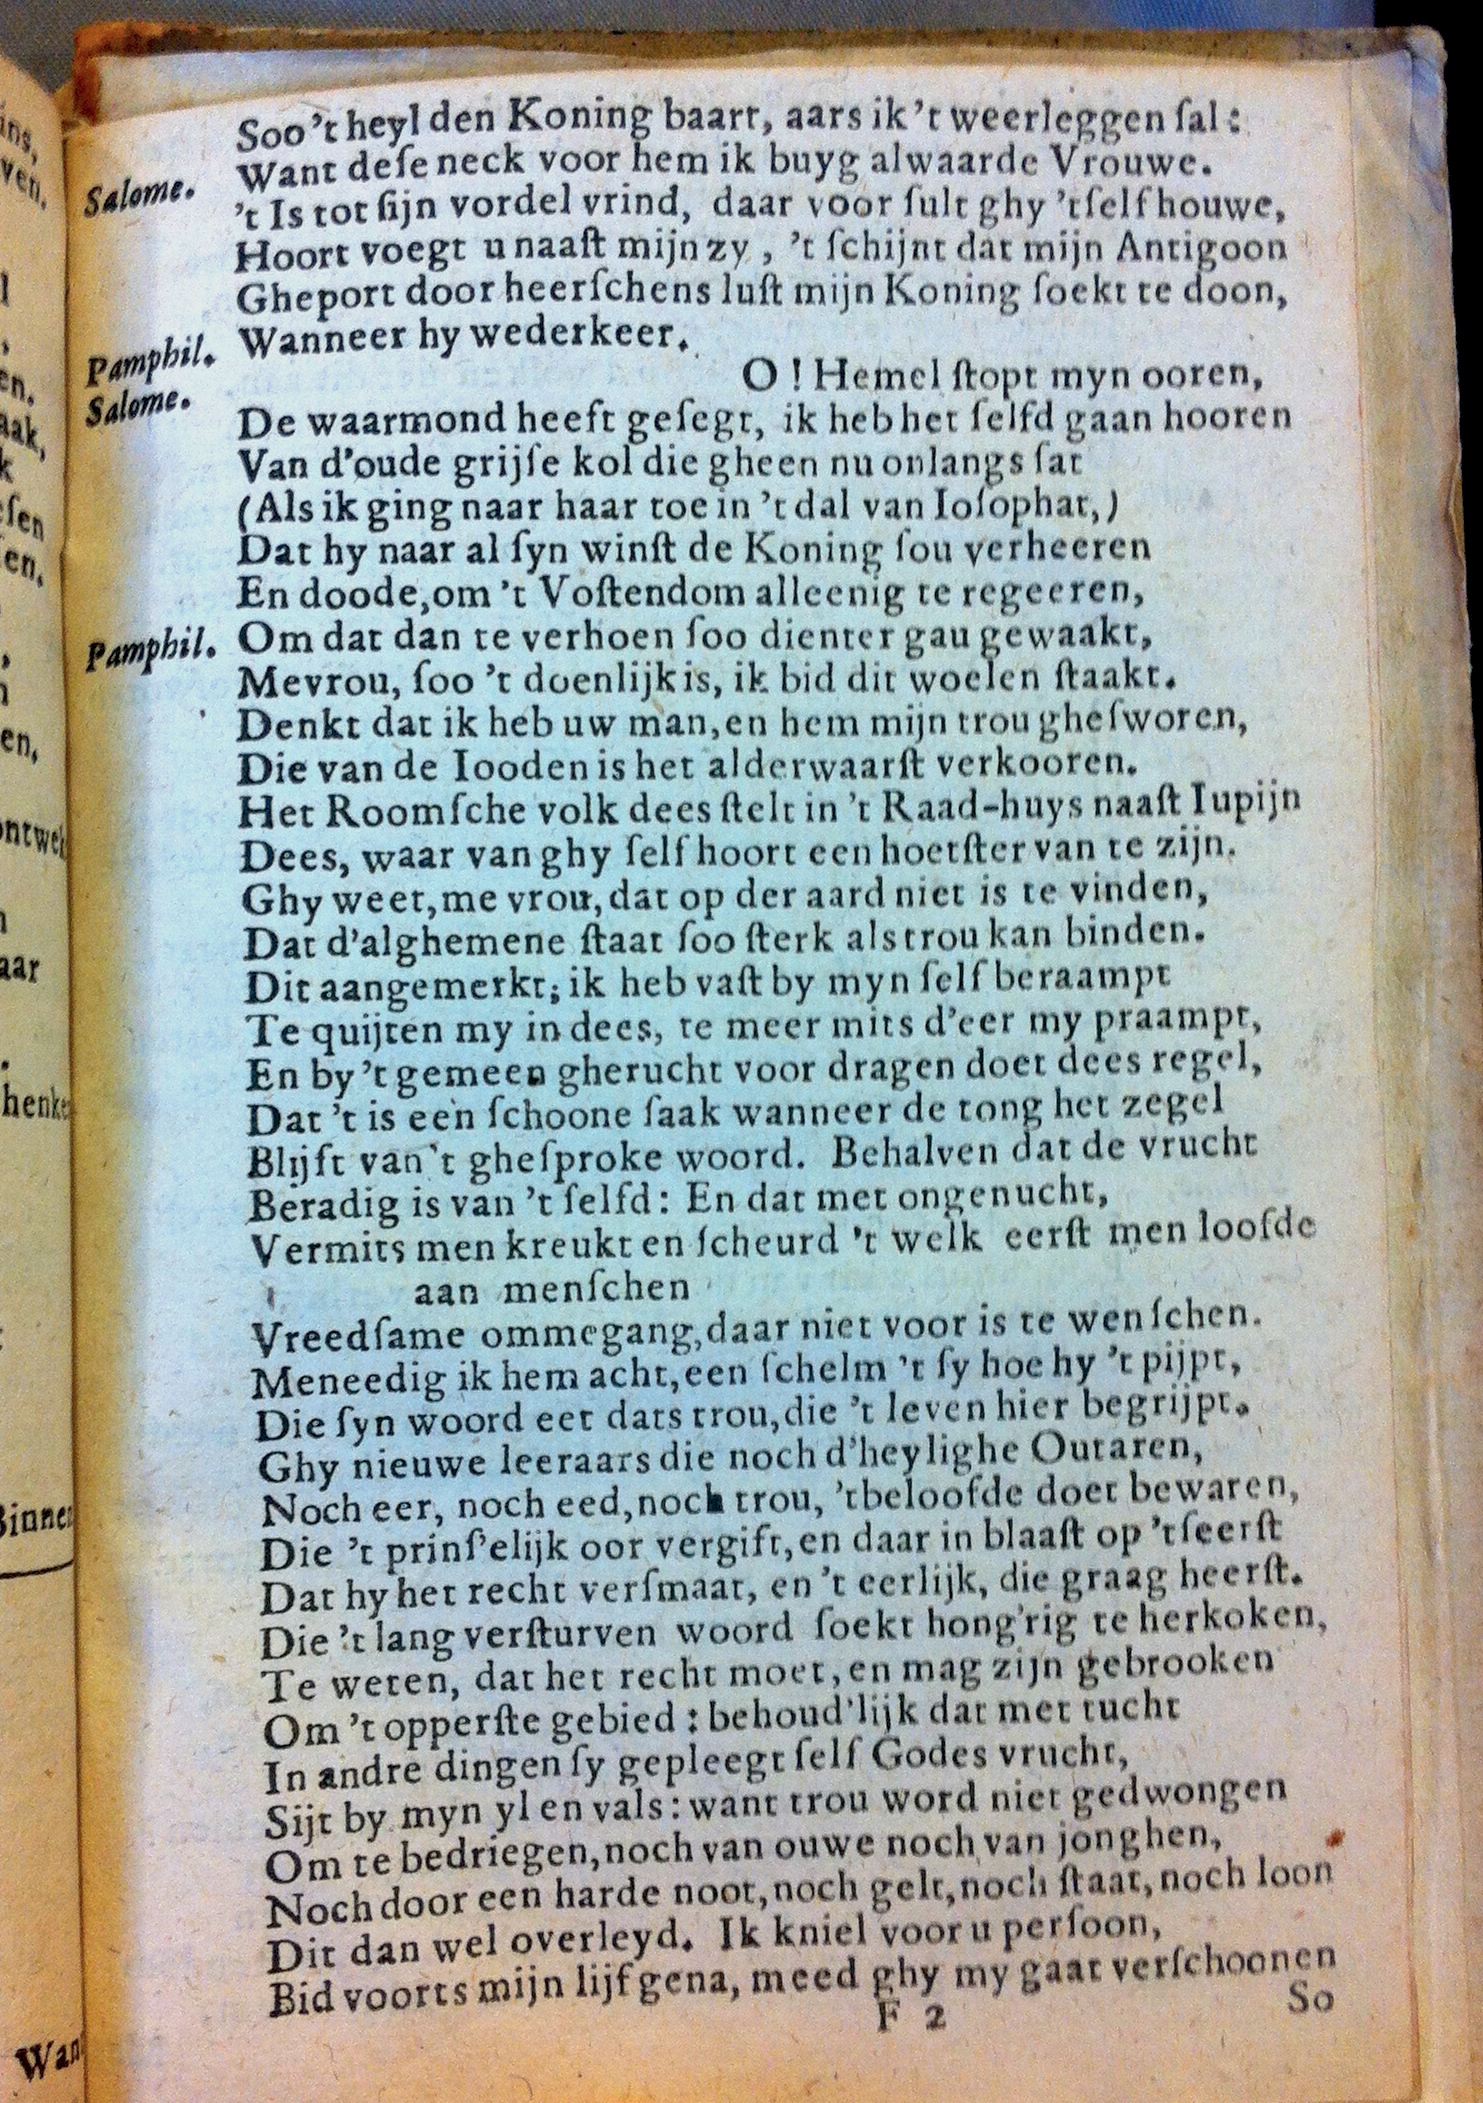 Soo 't heyl den Koning baart, aars ik 't weerleggen ſal:
Want deſe neck voor hem ik buyg alwaarde Vrouwe.
Salome. 't Is tot ſijn vordel vrind, daar voor ſult ghy 'tſelf houwe,
Hoort voegt u naaſt mijn zy, 't ſchijnt dat mijn Antigoon
Gheport door heerſchens luſt mijn Koning ſoekt te doon,
Wanneer hy wederkeer.
Pamphil. O! Hemel ſtopt myn ooren,
Salome. De waarmond heeft geſegt, ik heb het ſelfd gaan hooren
Van d'oude grijſe kol die gheen nu onlangs ſat
(Als ik ging naar haar toe in 't dal van Ioſophat,)
Dat hy naar al ſyn winſt de Koning ſou verheeren
En doode, om 't Voſtendom alleenig te regeeren,
Om dat dan te verhoen ſoo dienter gau gewaakt,
Pamphil. Mevrou, ſoo 't doenlijk is, ik bid dit woelen ſtaakt.
Denkt dat ik heb uw man, en hem mijn trou gheſworen,
Die van de Iooden is het alderwaarſt verkooren.
Het Roomſche volk dees ſtelt in 't Raad-huys naaſt Iupijn
Dees, waar van ghy ſelf hoort een hoetſter van te zijn.
Ghy weet, me vrou, dat op der aard niet is te vinden,
Dat d'alghemene ſtaat ſoo ſterk als trou kan binden.
Dit aangemerkt; ik heb vaſt by myn ſelf beraampt
Te quijten my in dees, te meer mits d'eer my praampt,
En by 't gemeen gherucht voor dragen doet dees regel,
Dat 't is een ſchoone ſaak wanneer de tong het zegel
Blijft van 't gheſproke woord. Behalven dat de vrucht
Beradig is van 't ſelfd: En dat met ongenucht,
Vermits men kreukt en ſcheurd 't welk eerſt men loofde
aan menſchen
Vreedſame ommegang, daar niet voor is te wenſchen.
Meneedig ik hem acht, een ſchelm 't ſy hoe hy 't pijpt,
Die ſyn woord eet dats trou, die 't leven hier begrijpt.
Ghy nieuwe leeraars die noch d'heylighe Outaren,
Noch eer, noch eed, noch trou, 'tbeloofde doet bewaren,
Die 't prinſ'elijk oor vergift, en daar in blaaſt op 'tſeerſt
Dat hy het recht verſmaat, en 't eerlijk, die graag heerſt.
Die 't lang verſturven woord ſoekt hong'rig te herkoken,
Te weten, dat het recht moet, en mag zijn gebrooken
Om 't opperſte gebied: behoud'lijk dat met tucht
In andre dingen ſy gepleegt ſelf Godes vrucht,
Sijt by myn yl en vals: want trou word niet gedwongen
Om te bedriegen, noch van ouwe noch van jonghen,
Noch door een harde noot, noch gelt, noch ſtaat, noch loon
Dit dan wel overleyd. Ik kniel voor u perſoon,
Bid voorts mijn lijf gena, meed ghy my gaat verſchoonen
F 2
So